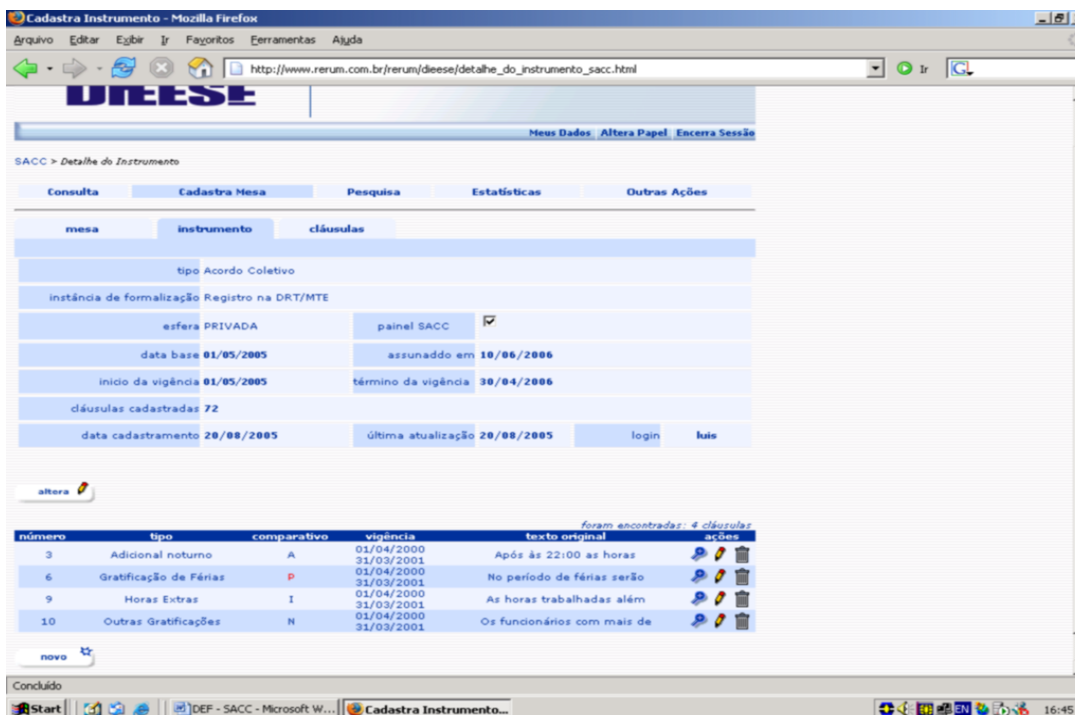 Cadastra Instrumento - Mozilla Firefox
Arquivo Editar Exibir Ir Favoritos Ferramentas Ajuda
http://www.rerum.com.br/rerum/dieese/detalhe_do_instrumento_sacc.html Ir
DIEESE
Meus Dados Altera Papel Encerra Sessão
SACC > Detalhe do Instrumento
Consulta Cadastra Mesa Pesquisa Estatísticas Outras Ações
mesa instrumento cláusulas
tipo Acordo Coletivo
instância de formalização Registro na DRT/MTE
esfera PRIVADA painel SACC
data base 01/05/2005 assunaddo em 10/06/2006
inicio da vigência 01/05/2005 término da vigência 30/04/2006
cláusulas cadastradas 72
data cadastramento 20/08/2005 última atualização 20/08/2005 login luis
altera
foram encontradas: 4 cláusulas
número tipo comparativo vigência texto original ações
3 Adicional noturno A 01/04/2000 31/03/2001 Após às 22:00 as horas
6 Gratificação de Férias P 01/04/2000 31/03/2001 No período de férias serão
9 Horas Extras I 01/04/2000 31/03/2001 As horas trabalhadas além
10 Outras Gratificações N 01/04/2000 31/03/2001 Os funcionários com mais de
novo
Concluído
Start DEF - SACC - Microsoft W... Cadastra Instrumento... EN 16:45